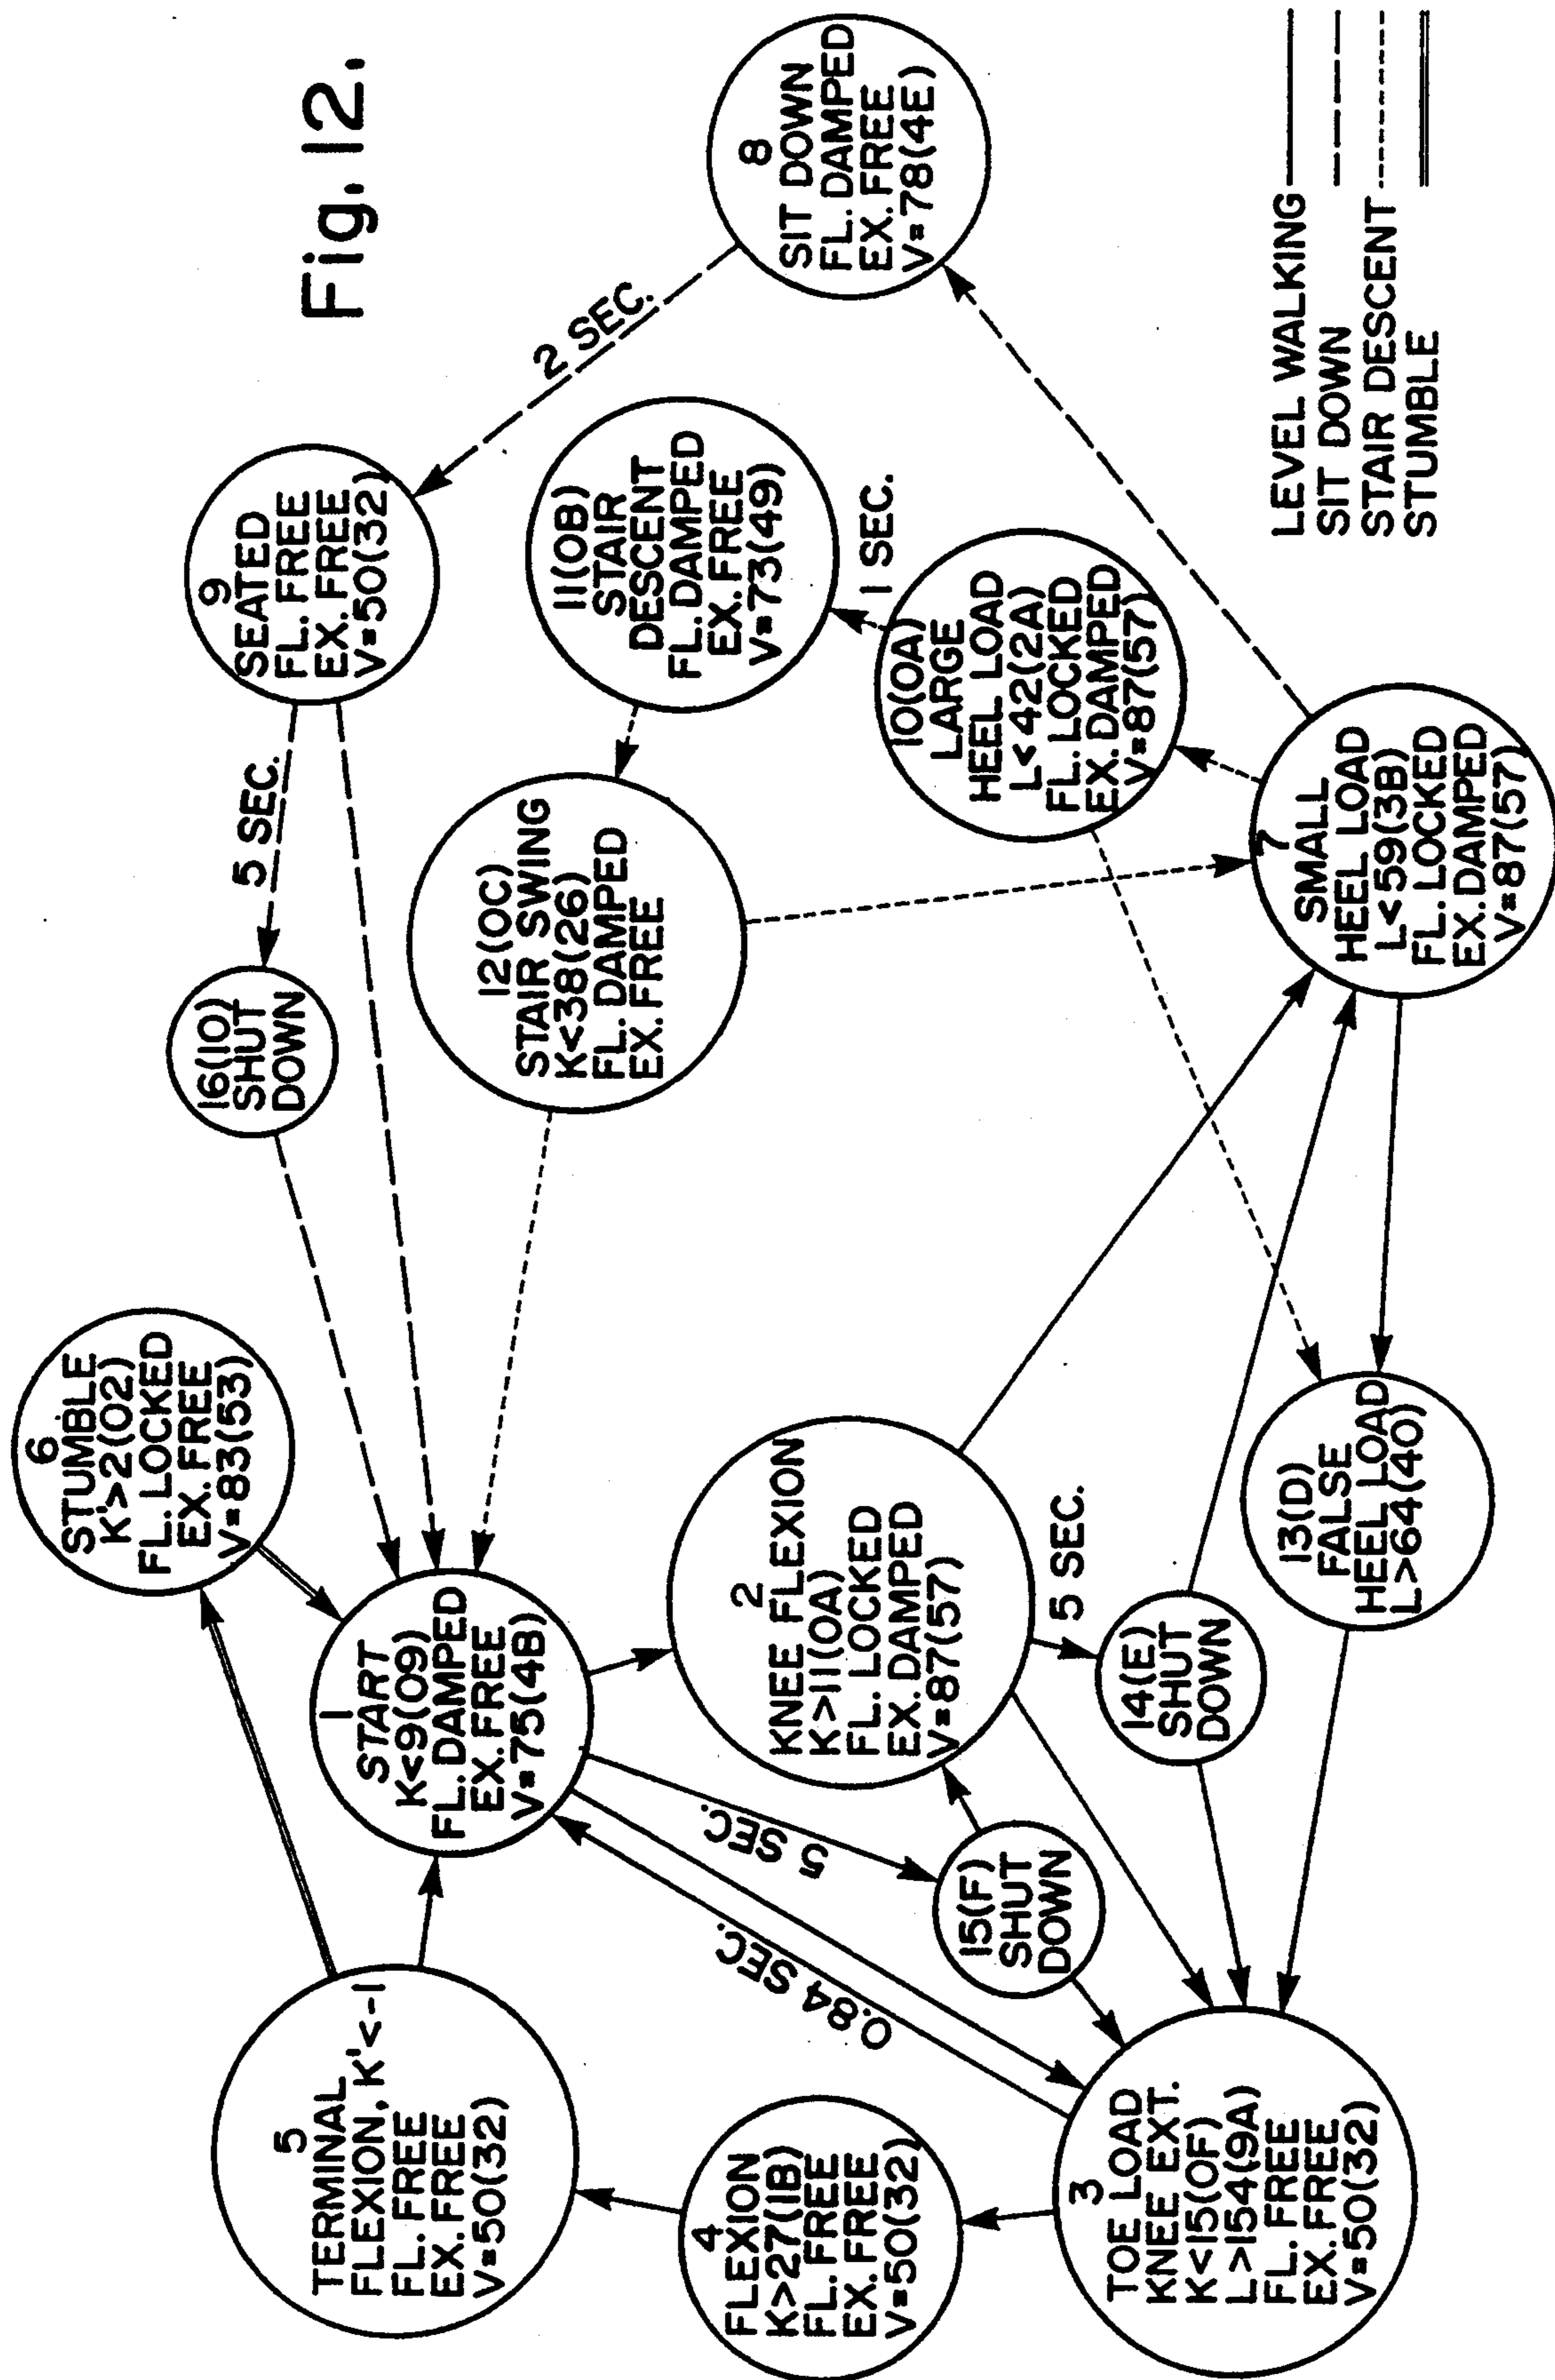 Fig. 12.
5
TERMINAL
FLEXION, K'<-1
FL. FREE
EX. FREE
V=50(32)
6
STUMBLE
K'>2(02)
FL. LOCKED
EX. FREE
V=83(53)
16(10)
SHUT
DOWN
5 SEC.
9
SEATED
FL. FREE
EX. FREE
V=50(32)
2 SEC.
8
SIT DOWN
FL. DAMPED
EX. FREE
V=78(4E)
1
START
K<9(09)
FL. DAMPED
EX. FREE
V=75(4B)
12(0C)
STAIR SWING
K<38(26)
FL. DAMPED
EX. FREE
11(0B)
STAIR
DESCENT
FL. DAMPED
EX. FREE
V=73(49)
1 SEC.
4
FLEXION
K>27(1B)
FL. FREE
EX. FREE
V=50(32)
0.84 SEC.
5 SEC.
15(F)
SHUT
DOWN
2
KNEE FLEXION
K>11(0A)
FL. LOCKED
EX. DAMPED
V=87(57)
5 SEC.
10(0A)
LARGE
HEEL LOAD
L<42(2A)
FL. LOCKED
EX. DAMPED
V=87(57)
3
TOE LOAD
KNEE EXT.
K<15(0F)
L>154(9A)
FL. FREE
EX. FREE
V=50(32)
14(E)
SHUT
DOWN
13(D)
FALSE
HEEL LOAD
L>64(40)
7
SMALL
HEEL LOAD
L<59(3B)
FL. LOCKED
EX. DAMPED
V=87(57)
LEVEL WALKING
SIT DOWN
STAIR DESCENT
STUMBLE